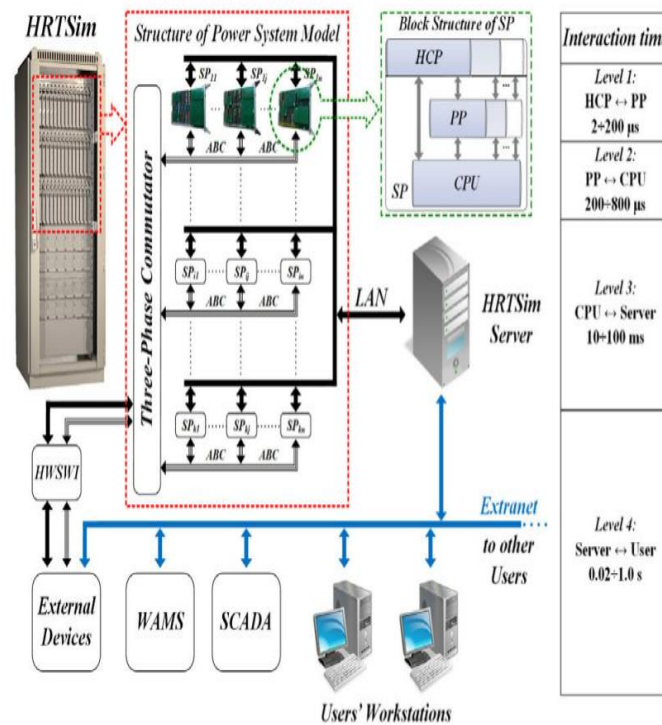 HRTSim
Structure of Power System Model
SP11
SPij
SPin
ABC
ABC
Three-Phase Commutator
SPi1
SPij
SPin
ABC
ABC
SPk1
SPkj
SPkn
ABC
ABC
Block Structure of SP
HCP
...
PP
...
SP
CPU
LAN
HRTSim
Server
HWSWI
Extranet
to other
Users
External
Devices
WAMS
SCADA
Users' Workstations
Interaction time
Level 1:
HCP ↔ PP
2÷200 μs
Level 2:
PP ↔ CPU
200÷800 μs
Level 3:
CPU ↔ Server
10÷100 ms
Level 4:
Server ↔ User
0.02÷1.0 s